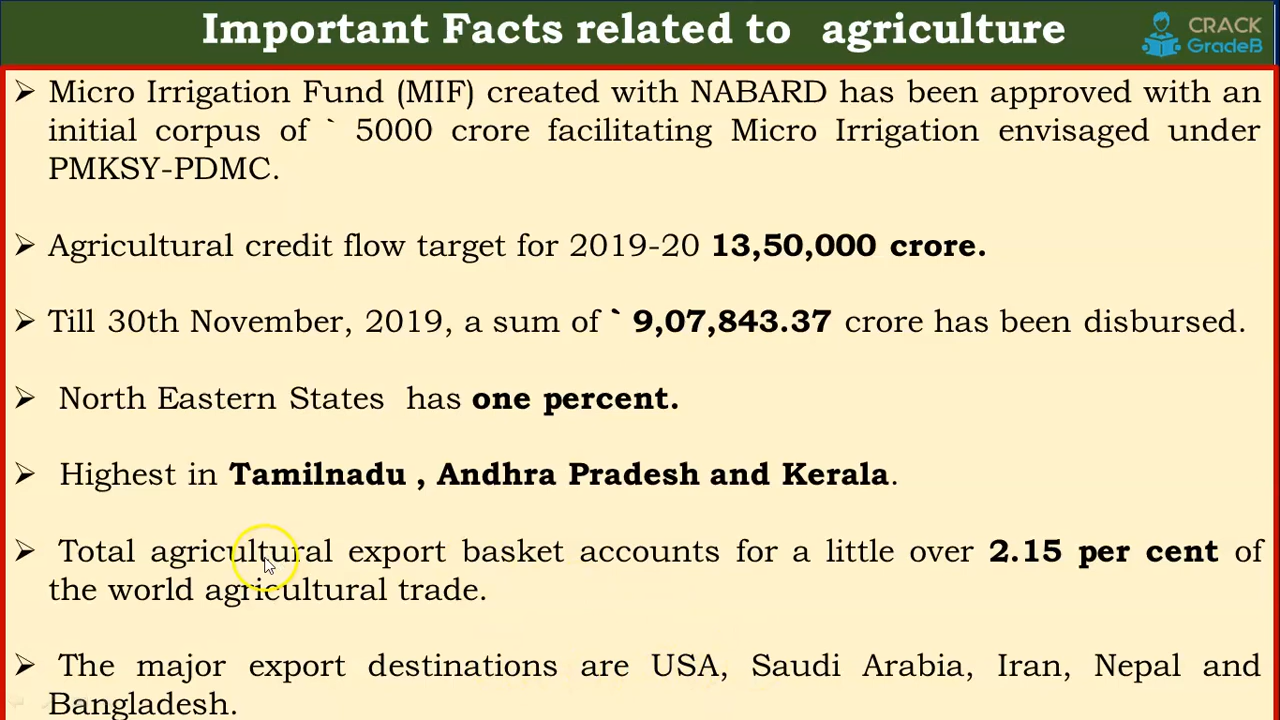 Important Facts related to agriculture
CRACK
GradeB
➢ Micro Irrigation Fund (MIF) created with NABARD has been approved with an
initial corpus of ` 5000 crore facilitating Micro Irrigation envisaged under
PMKSY-PDMC.
➢ Agricultural credit flow target for 2019-20 13,50,000 crore.
➢ Till 30th November, 2019, a sum of ` 9,07,843.37 crore has been disbursed.
➢ North Eastern States has one percent.
➢ Highest in Tamilnadu , Andhra Pradesh and Kerala.
➢ Total agricultural export basket accounts for a little over 2.15 per cent of
the world agricultural trade.
➢ The major export destinations are USA, Saudi Arabia, Iran, Nepal and
Bangladesh.